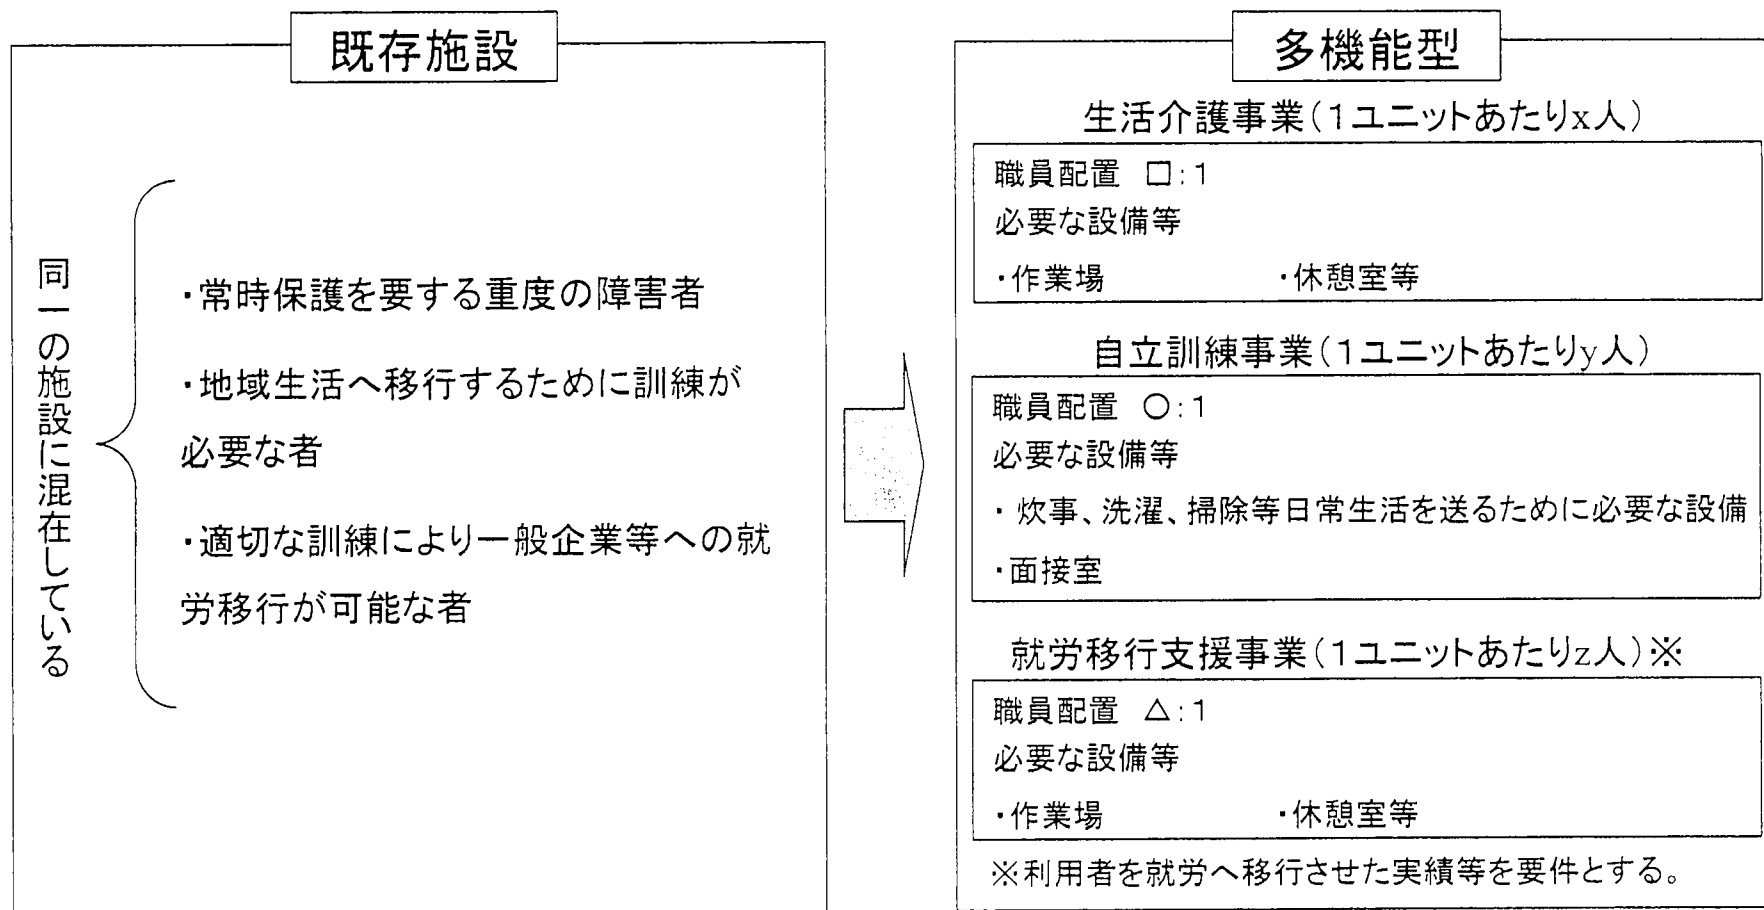 既存施設
同一の施設に混在している
・常時保護を要する重度の障害者
・地域生活へ移行するために訓練が
必要な者
・適切な訓練により一般企業等への就
労移行が可能な者
多機能型
生活介護事業(1ユニットあたりx人)
職員配置 □:1
必要な設備等
・作業場 ・休憩室等
自立訓練事業(1ユニットあたりy人)
職員配置 ○:1
必要な設備等
・炊事、洗濯、掃除等日常生活を送るために必要な設備
・面接室
就労移行支援事業(1ユニットあたりz人)※
職員配置 △:1
必要な設備等
・作業場 ・休憩室等
※利用者を就労へ移行させた実績等を要件とする。